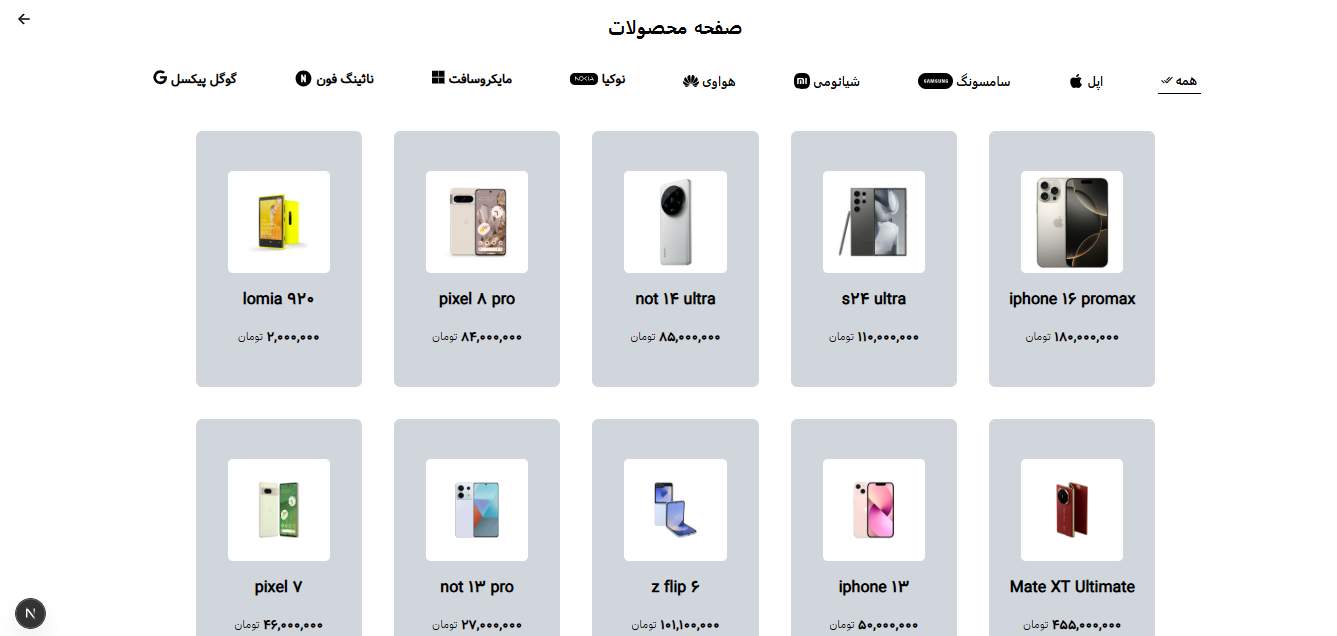 صفحه محصولات
همه
اپل
SAMSUNG سامسونگ
mi شیائومی
هواوی
NOKIA نوکیا
مایکروسافت
N ناثینگ فون
G گوگل پیکسل
iphone ۱۶ promax
۱۸۰,۰۰۰,۰۰۰ تومان
s۲۴ ultra
۱۱۰,۰۰۰,۰۰۰ تومان
not ۱۴ ultra
۸۵,۰۰۰,۰۰۰ تومان
pixel ۸ pro
۸۴,۰۰۰,۰۰۰ تومان
lomia ۹۲۰
۲,۰۰۰,۰۰۰ تومان
Mate XT Ultimate
۴۵۵,۰۰۰,۰۰۰ تومان
iphone ۱۳
۵۰,۰۰۰,۰۰۰ تومان
z flip ۶
۱۰۱,۱۰۰,۰۰۰ تومان
not ۱۳ pro
۲۷,۰۰۰,۰۰۰ تومان
pixel ۷
۴۶,۰۰۰,۰۰۰ تومان
N